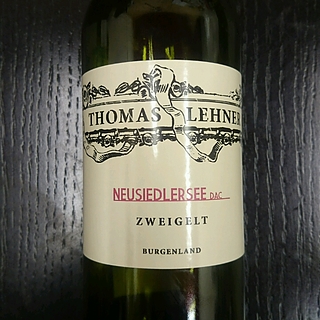 THOMAS LEHNER
NEUSIEDLERSEE DAC
ZWEIGELT
BURGENLAND